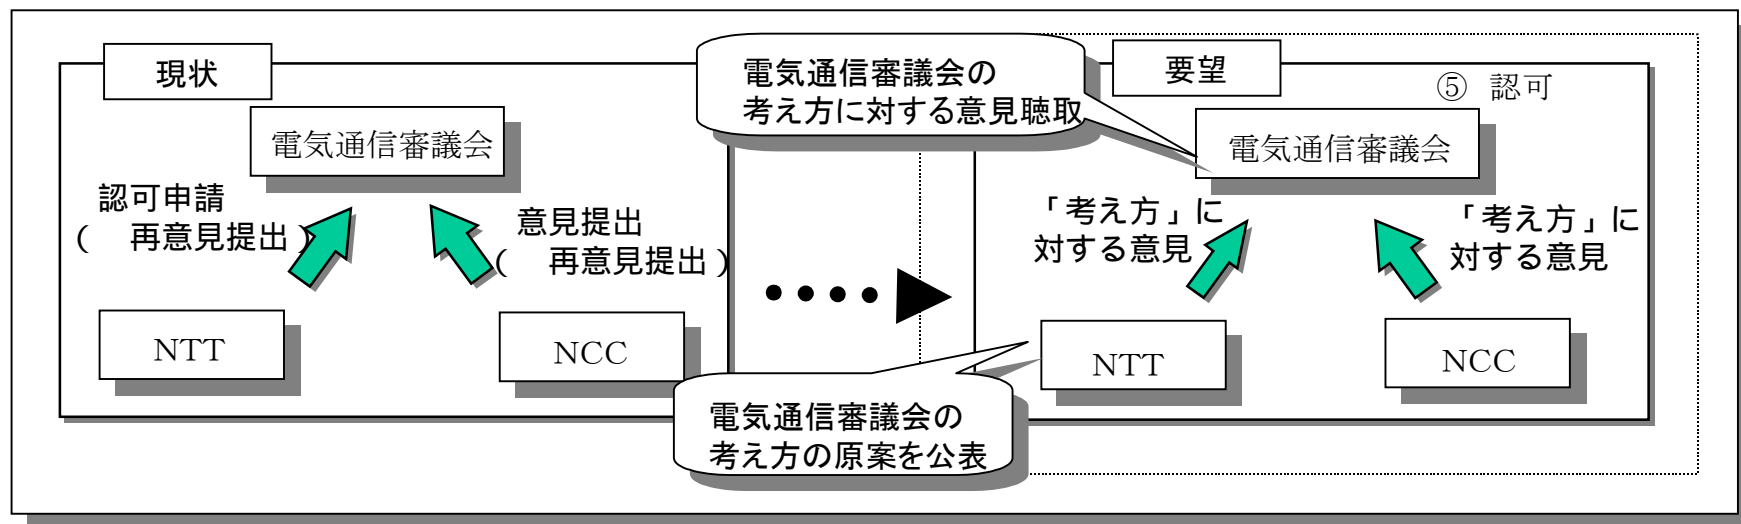 現状
電気通信審議会
認可申請
(　再意見提出)
意見提出
(　再意見提出)
NTT
NCC
電気通信審議会の
考え方に対する意見聴取
要望
⑤ 認可
電気通信審議会
「考え方」に
対する意見
「考え方」に
対する意見
NTT
NCC
電気通信審議会の
考え方の原案を公表